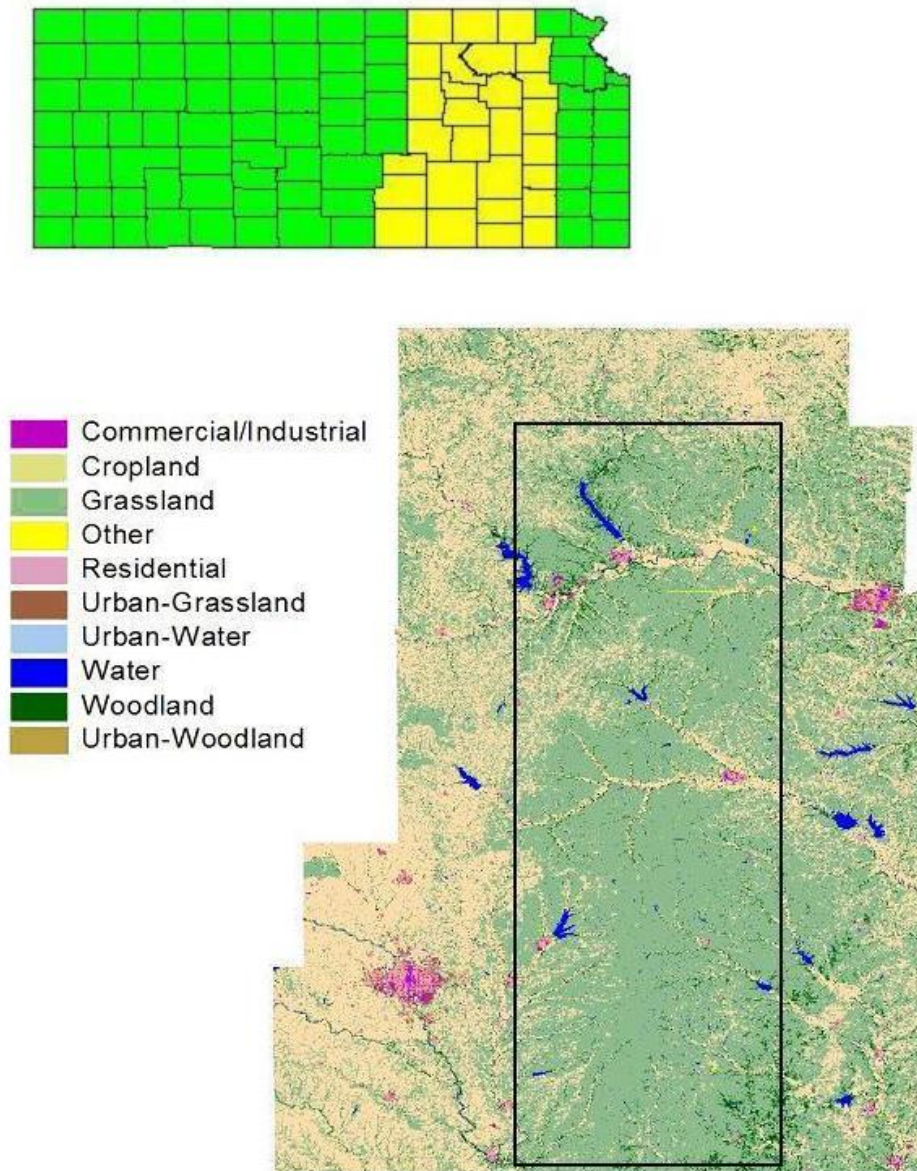 Commercial/Industrial
Cropland
Grassland
Other
Residential
Urban-Grassland
Urban-Water
Water
Woodland
Urban-Woodland